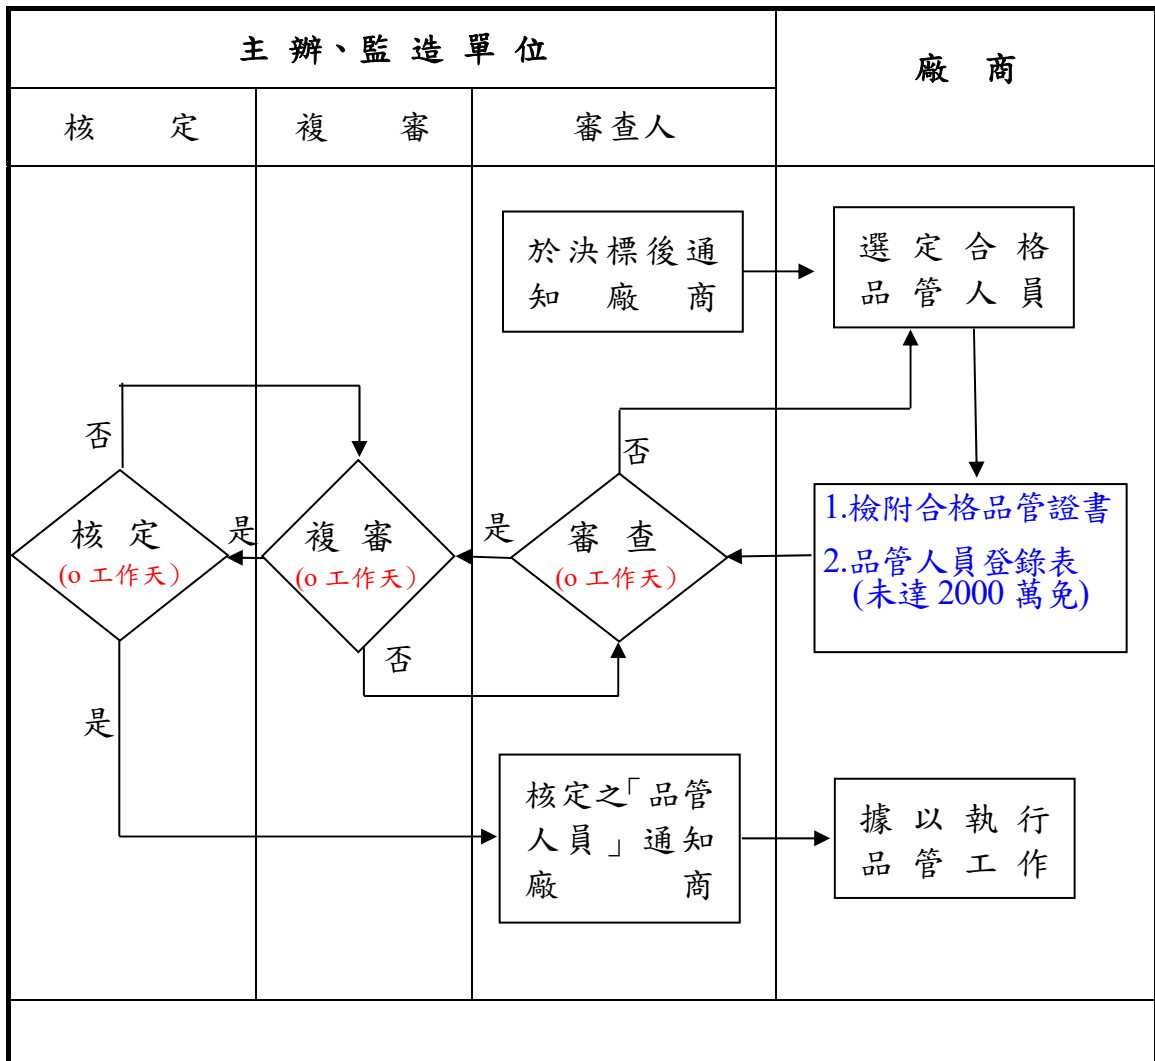 主辦、監造單位
廠商
核定
複審
審查人
於決標後通
知廠商
選定合格
品管人員
否
否
核定
(o 工作天)
是
複審
(o 工作天)
是
審查
(o 工作天)
1.檢附合格品管證書
2.品管人員登錄表
(未達 2000 萬免)
否
是
核定之「品管
人員」通知
廠商
據以執行
品管工作